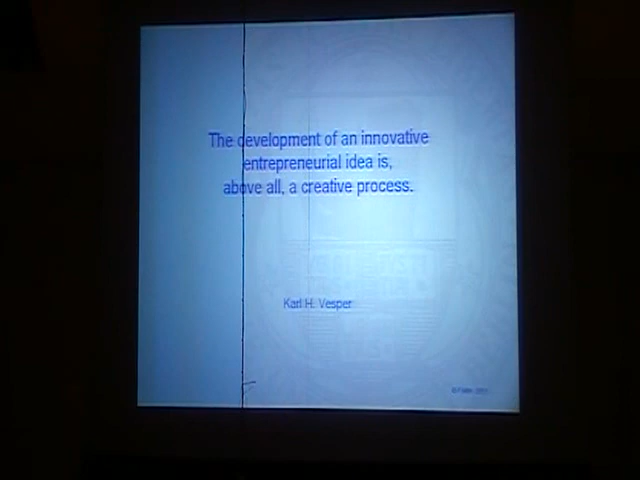 The development of an innovative
entrepreneurial idea is,
above all, a creative process.
Karl H. Vesper